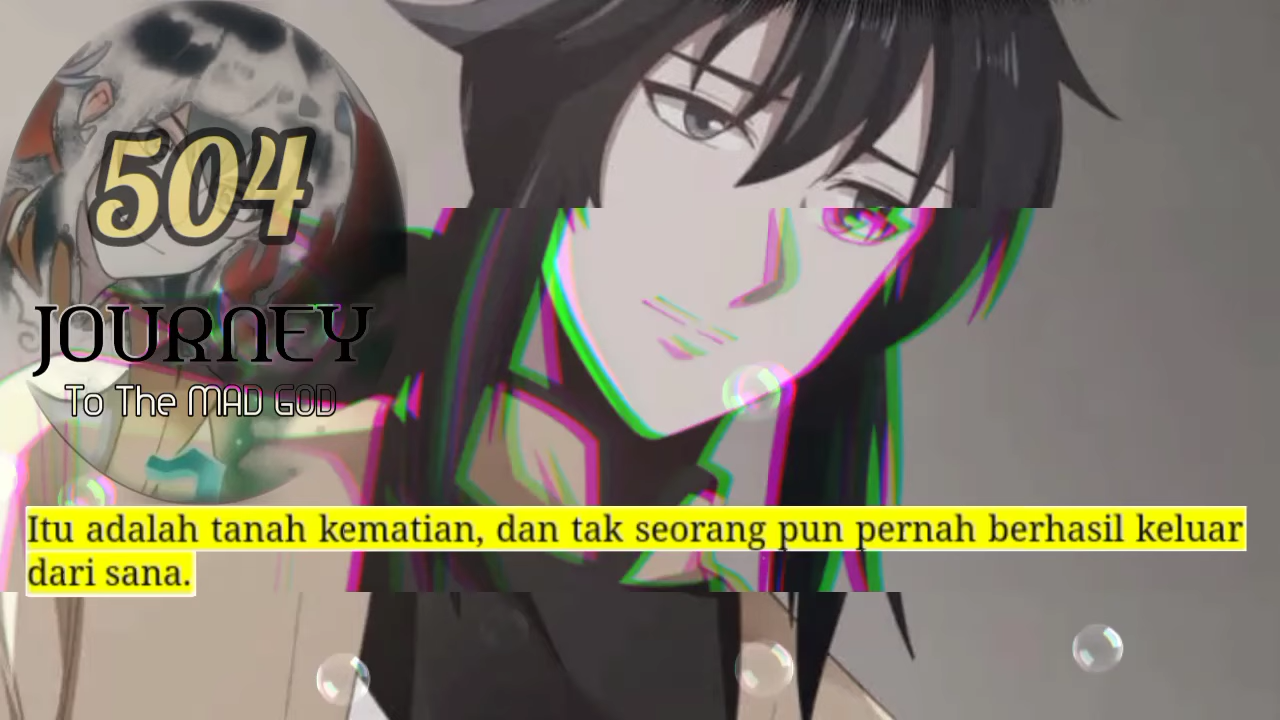 504
JOURNEY
To The MAD GOD
Itu adalah tanah kematian, dan tak seorang pun pernah berhasil keluar
dari sana.